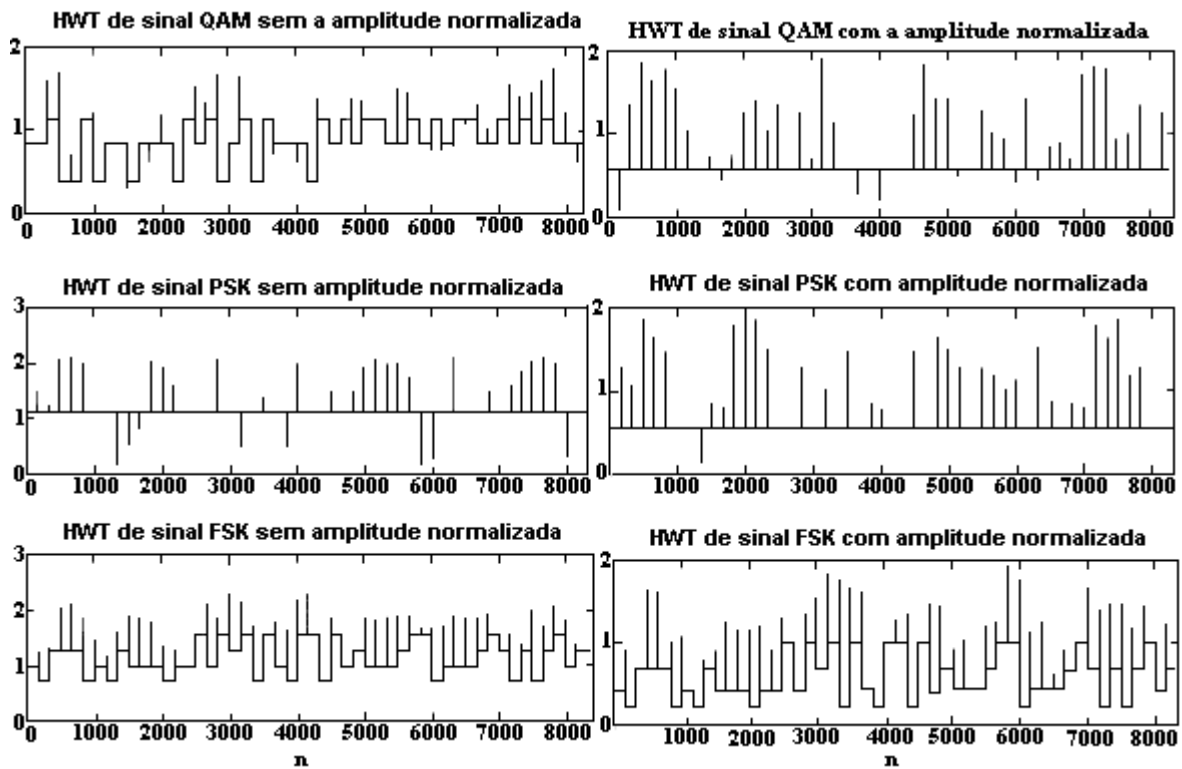 HWT de sinal QAM sem a amplitude normalizada
2
1
0
0 1000 2000 3000 4000 5000 6000 7000 8000
HWT de sinal QAM com a amplitude normalizada
2
1
0
1000 2000 3000 4000 5000 6000 7000 8000
HWT de sinal PSK sem amplitude normalizada
3
2
1
0
0 1000 2000 3000 4000 5000 6000 7000 8000
HWT de sinal PSK com amplitude normalizada
2
1
0
1000 2000 3000 4000 5000 6000 7000 8000
HWT de sinal FSK sem amplitude normalizada
3
2
1
0
0 1000 2000 3000 4000 5000 6000 7000 8000
n
HWT de sinal FSK com amplitude normalizada
2
1
0
1000 2000 3000 4000 5000 6000 7000 8000
n